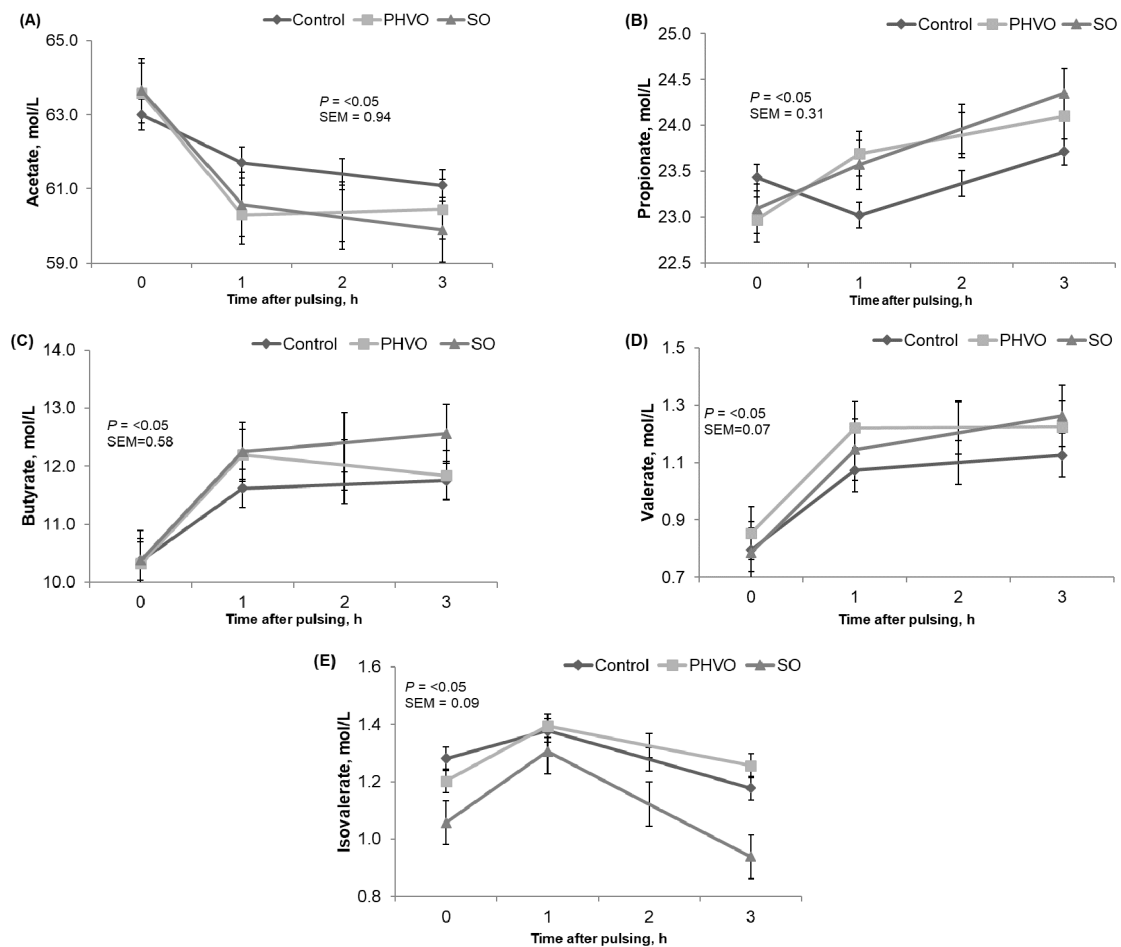 (A)
Control PHVO SO
65.0
63.0
61.0
59.0
Acetate, mol/L
P = <0.05
SEM = 0.94
0 1 2 3
Time after pulsing, h
(B)
Control PHVO SO
25.0
24.5
24.0
23.5
23.0
22.5
Propionate, mol/L
P = <0.05
SEM = 0.31
0 1 2 3
Time after pulsing, h
(C)
Control PHVO SO
14.0
13.0
12.0
11.0
10.0
Butyrate, mol/L
P = <0.05
SEM=0.58
0 1 2 3
Time after pulsing, h
(D)
Control PHVO SO
1.5
1.3
1.1
0.9
0.7
Valerate, mol/L
P = <0.05
SEM=0.07
0 1 2 3
Time after pulsing, h
(E)
Control PHVO SO
1.6
1.4
1.2
1.0
0.8
Isovalerate, mol/L
P = <0.05
SEM = 0.09
0 1 2 3
Time after pulsing, h